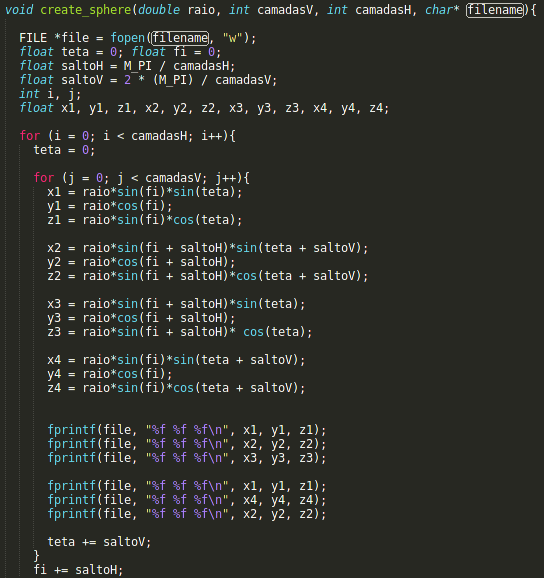 void create_sphere(double raio, int camadasV, int camadasH, char* filename){
FILE *file = fopen(filename, "w");
float teta = 0; float fi = 0;
float saltoH = M_PI / camadasH;
float saltoV = 2 * (M_PI) / camadasV;
int i, j;
float x1, y1, z1, x2, y2, z2, x3, y3, z3, x4, y4, z4;
for (i = 0; i < camadasH; i++){
teta = 0;
for (j = 0; j < camadasV; j++){
x1 = raio*sin(fi)*sin(teta);
y1 = raio*cos(fi);
z1 = raio*sin(fi)*cos(teta);
x2 = raio*sin(fi + saltoH)*sin(teta + saltoV);
y2 = raio*cos(fi + saltoH);
z2 = raio*sin(fi + saltoH)*cos(teta + saltoV);
x3 = raio*sin(fi + saltoH)*sin(teta);
y3 = raio*cos(fi + saltoH);
z3 = raio*sin(fi + saltoH)* cos(teta);
x4 = raio*sin(fi)*sin(teta + saltoV);
y4 = raio*cos(fi);
z4 = raio*sin(fi)*cos(teta + saltoV);
fprintf(file, "%f %f %f\n", x1, y1, z1);
fprintf(file, "%f %f %f\n", x2, y2, z2);
fprintf(file, "%f %f %f\n", x3, y3, z3);
fprintf(file, "%f %f %f\n", x1, y1, z1);
fprintf(file, "%f %f %f\n", x4, y4, z4);
fprintf(file, "%f %f %f\n", x2, y2, z2);
teta += saltoV;
}
fi += saltoH;